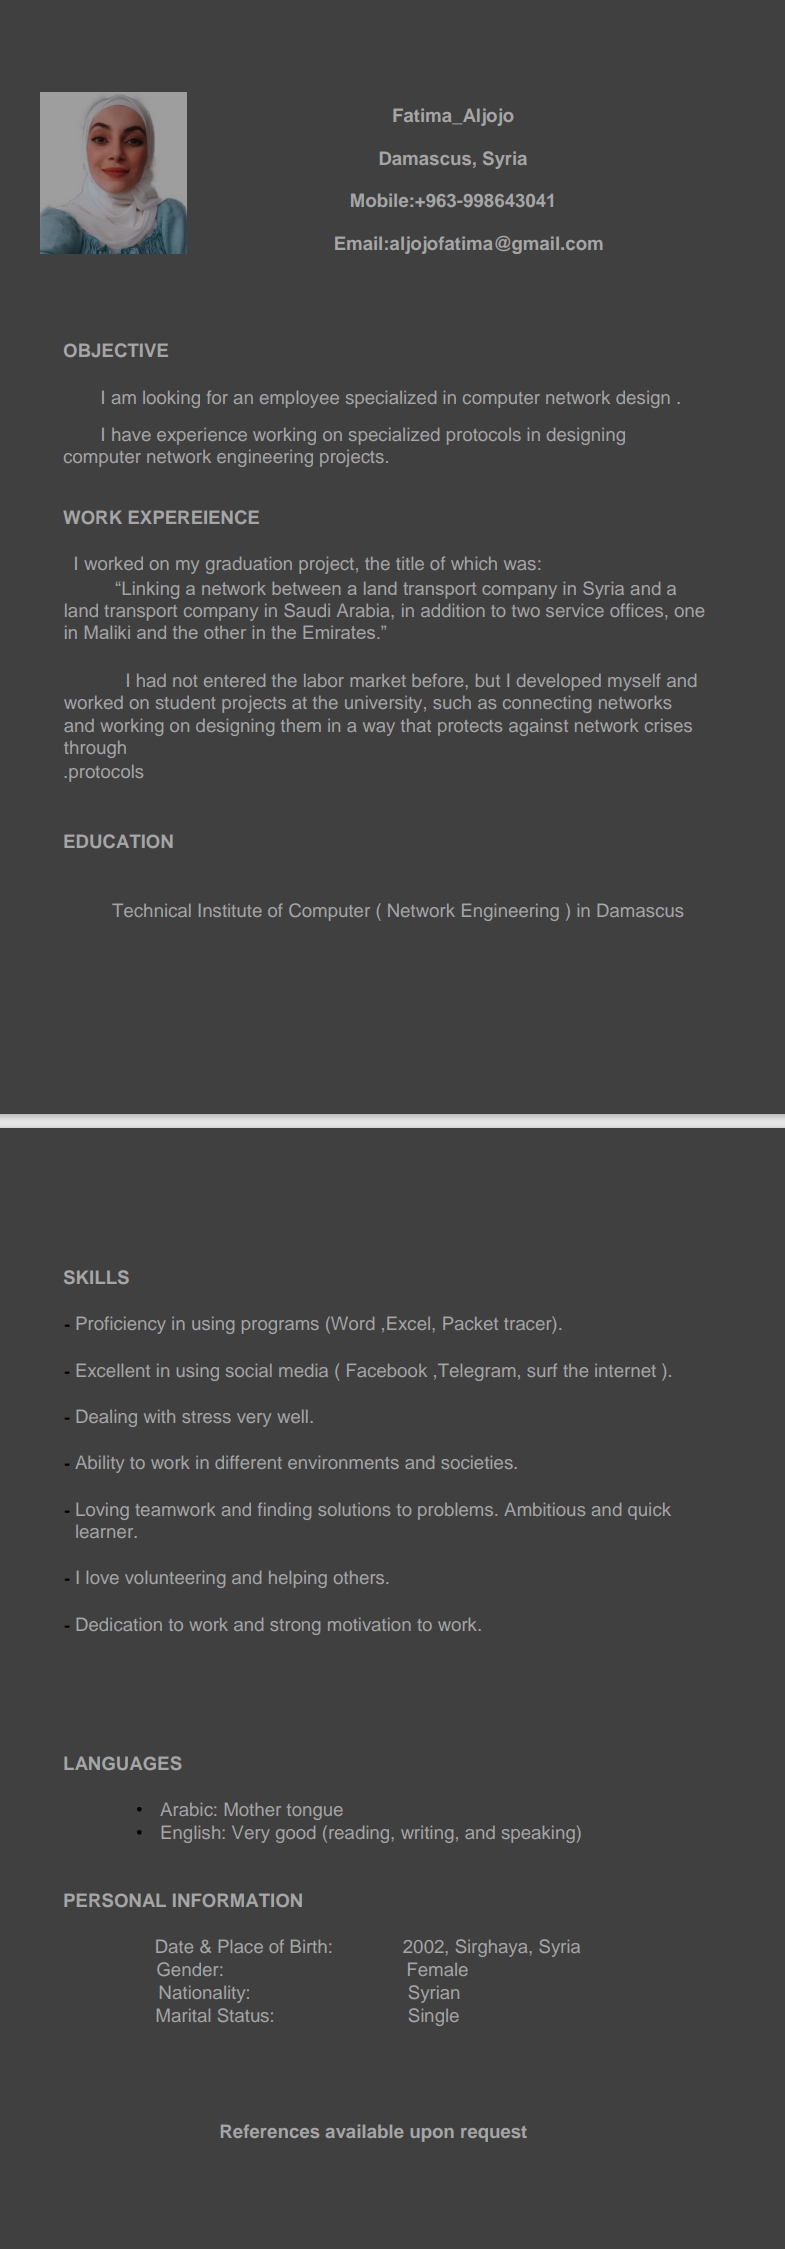 Fatima_Aljojo
Damascus, Syria
Mobile:+963-998643041
Email:aljojofatima@gmail.com
OBJECTIVE
I am looking for an employee specialized in computer network design .
I have experience working on specialized protocols in designing
computer network engineering projects.
WORK EXPEREIENCE
I worked on my graduation project, the title of which was:
“Linking a network between a land transport company in Syria and a
land transport company in Saudi Arabia, in addition to two service offices, one
in Maliki and the other in the Emirates.”
I had not entered the labor market before, but I developed myself and
worked on student projects at the university, such as connecting networks
and working on designing them in a way that protects against network crises
through
.protocols
EDUCATION
Technical Institute of Computer ( Network Engineering ) in Damascus
SKILLS
- Proficiency in using programs (Word ,Excel, Packet tracer).
- Excellent in using social media ( Facebook ,Telegram, surf the internet ).
- Dealing with stress very well.
- Ability to work in different environments and societies.
- Loving teamwork and finding solutions to problems. Ambitious and quick
learner.
- I love volunteering and helping others.
- Dedication to work and strong motivation to work.
LANGUAGES
• Arabic: Mother tongue
• English: Very good (reading, writing, and speaking)
PERSONAL INFORMATION
Date & Place of Birth: 2002, Sirghaya, Syria
Gender: Female
Nationality: Syrian
Marital Status: Single
References available upon request